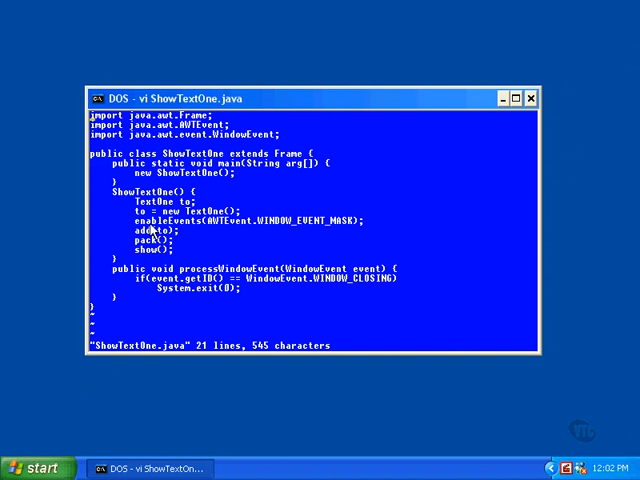 DOS - vi ShowTextOne.java
import java.awt.Frame;
import java.awt.AWTEvent;
import java.awt.event.WindowEvent;
public class ShowTextOne extends Frame {
public static void main(String arg[]) {
new ShowTextOne();
}
ShowTextOne() {
TextOne to;
to = new TextOne();
enableEvents(AWTEvent.WINDOW_EVENT_MASK);
add(to);
pack();
show();
}
public void processWindowEvent(WindowEvent event) {
if(event.getID() == WindowEvent.WINDOW_CLOSING)
System.exit(0);
}
}
~
~
~
"ShowTextOne.java" 21 lines, 545 characters
start
DOS - vi ShowTextOn...
12:02 PM